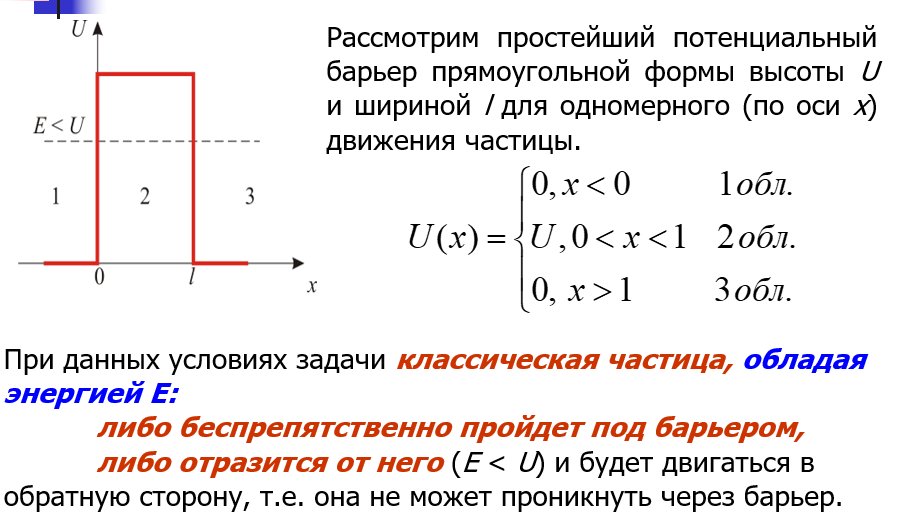 U
E < U
1
2
3
0
l
x
Рассмотрим простейший потенциальный
барьер прямоугольной формы высоты U
и шириной l для одномерного (по оси x)
движения частицы.
0, x < 0 1обл.
U(x) = { U, 0 < x < 1 2обл.
0, x > 1 3обл.
При данных условиях задачи классическая частица, обладая
энергией E:
либо беспрепятственно пройдет под барьером,
либо отразится от него (E < U) и будет двигаться в
обратную сторону, т.е. она не может проникнуть через барьер.